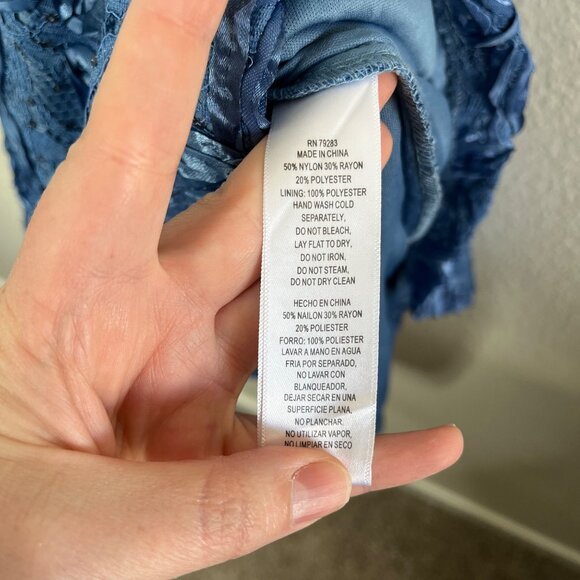 RN 79283
MADE IN CHINA
50% NYLON 30% RAYON
20% POLYESTER
LINING: 100% POLYESTER
HAND WASH COLD
SEPARATELY,
DO NOT BLEACH,
LAY FLAT TO DRY,
DO NOT IRON,
DO NOT STEAM,
DO NOT DRY CLEAN
HECHO EN CHINA
50% NAILON 30% RAYON
20% POLIESTER
FORRO: 100% POLIESTER
LAVAR A MANO EN AGUA
FRIA POR SEPARADO,
NO LAVAR CON
BLANQUEADOR,
DEJAR SECAR EN UNA
SUPERFICIE PLANA,
NO PLANCHAR,
NO UTILIZAR VAPOR,
NO LIMPIAR EN SECO